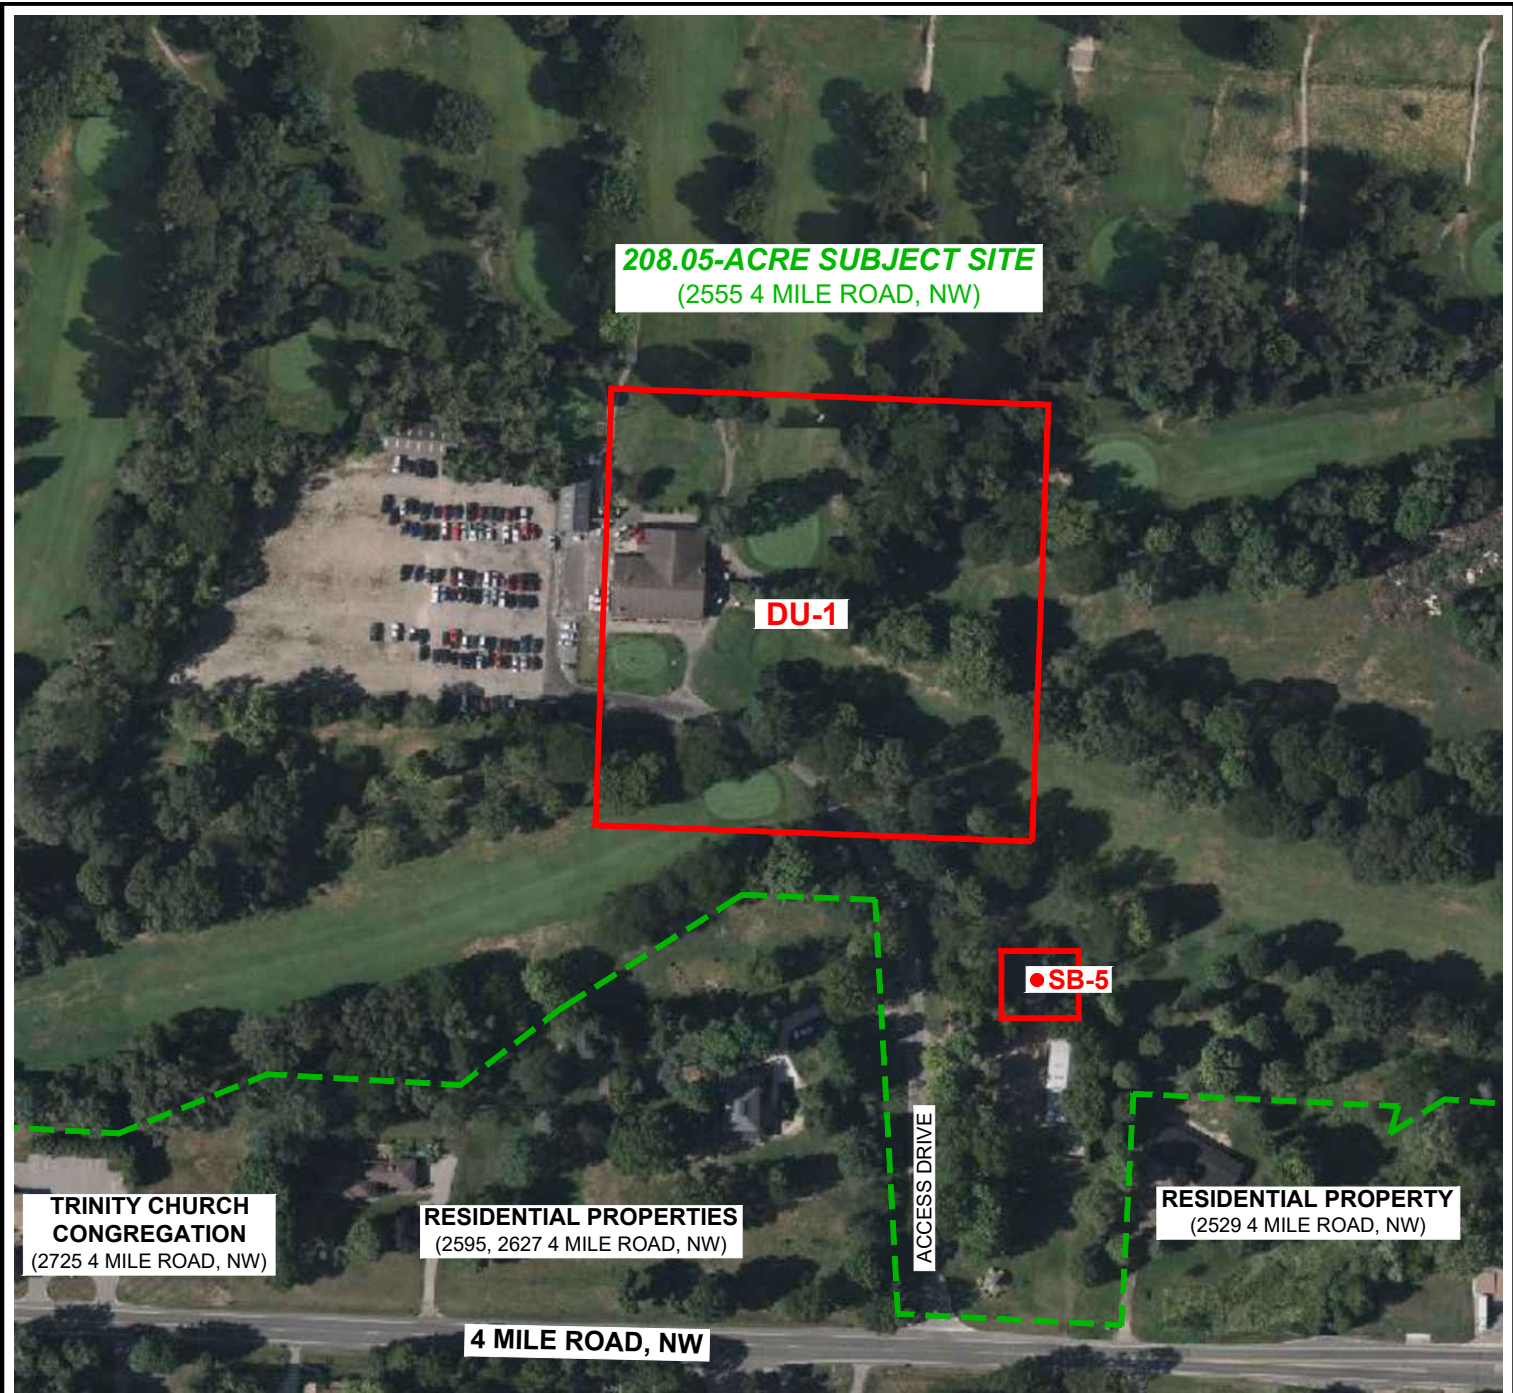 208.05-ACRE SUBJECT SITE
(2555 4 MILE ROAD, NW)
DU-1
SB-5
ACCESS DRIVE
TRINITY CHURCH
CONGREGATION
(2725 4 MILE ROAD, NW)
RESIDENTIAL PROPERTIES
(2595, 2627 4 MILE ROAD, NW)
RESIDENTIAL PROPERTY
(2529 4 MILE ROAD, NW)
4 MILE ROAD, NW